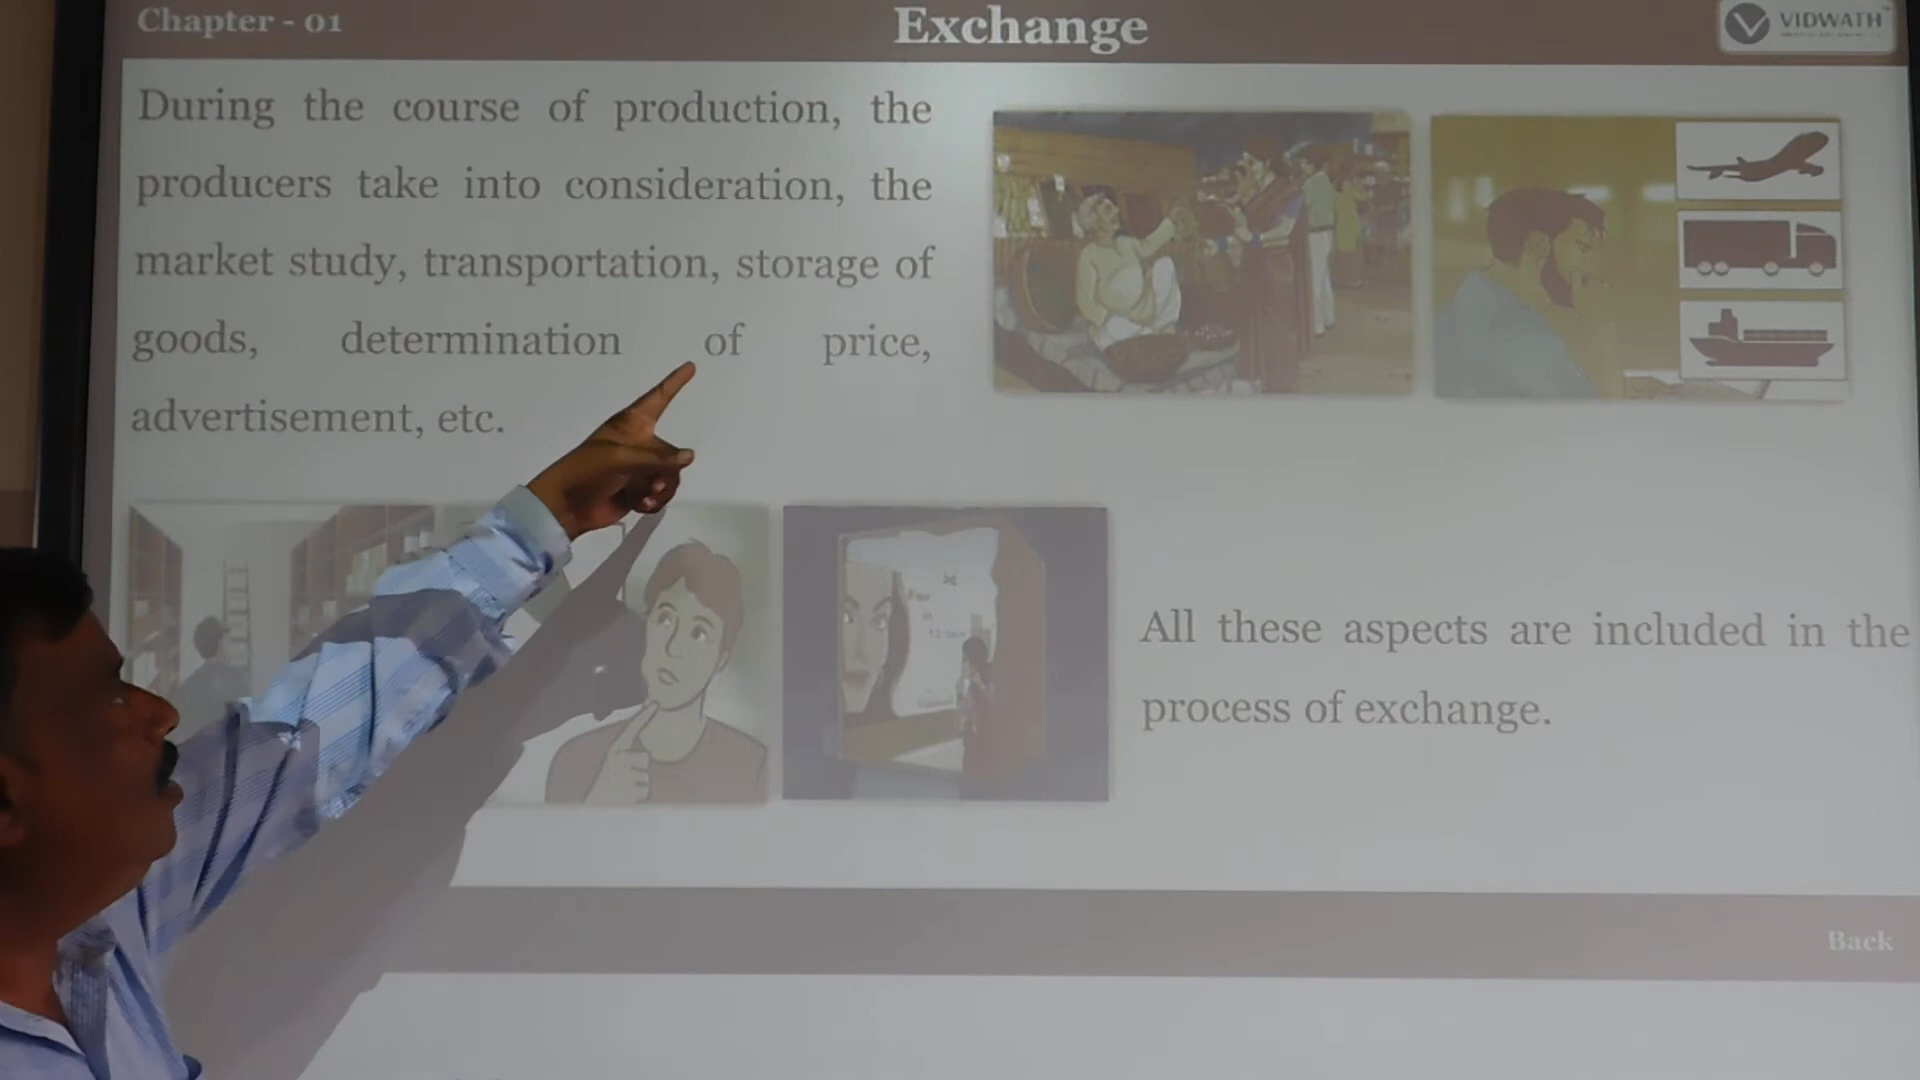 Chapter - 01
Exchange
VIDWATH
During the course of production, the
producers take into consideration, the
market study, transportation, storage of
goods, determination of price,
advertisement, etc.
All these aspects are included in the
process of exchange.
Back